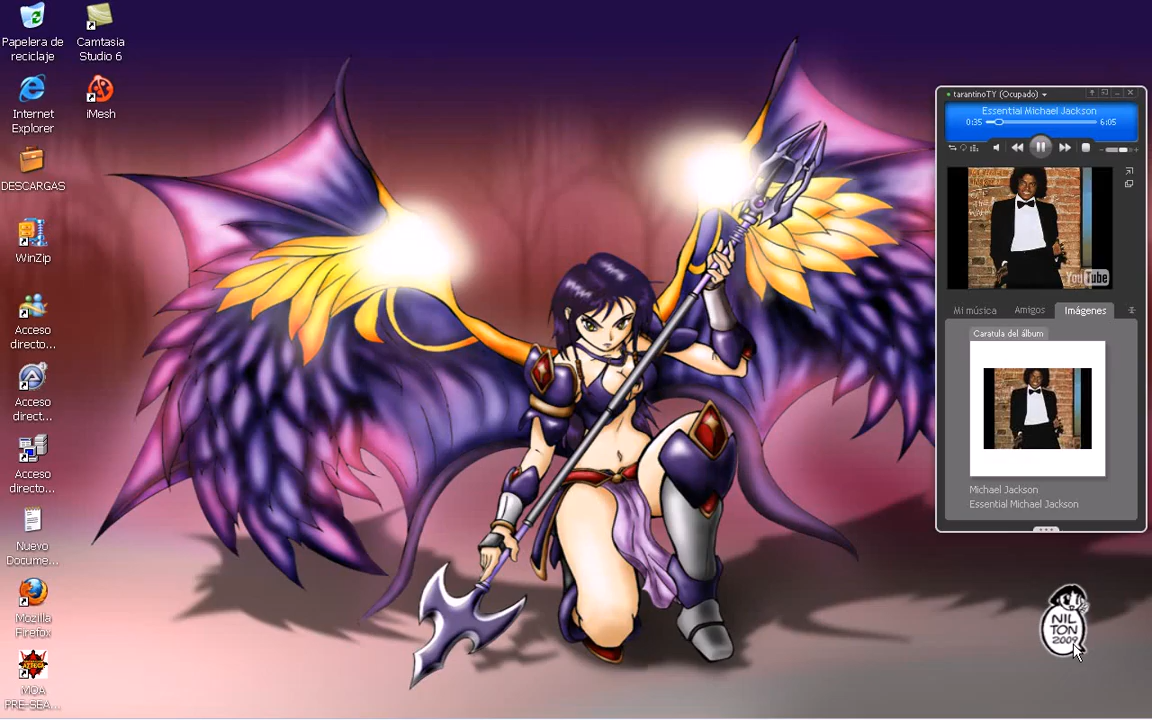 Papelera de
reciclaje
Camtasia
Studio 6
Internet
Explorer
iMesh
DESCARGAS
WinZip
Acceso
directo...
Acceso
direct...
Acceso
directo...
Nuevo
Docume...
Mozilla
Firefox
AZTECA
MOA
PRE-SEA...
tarantinoTY (Ocupado)
Essential Michael Jackson
0:35
6:05
YouTube
Mi música
Amigos
Imágenes
Caratula del álbum
Michael Jackson
Essential Michael Jackson
NIL
TON
2009